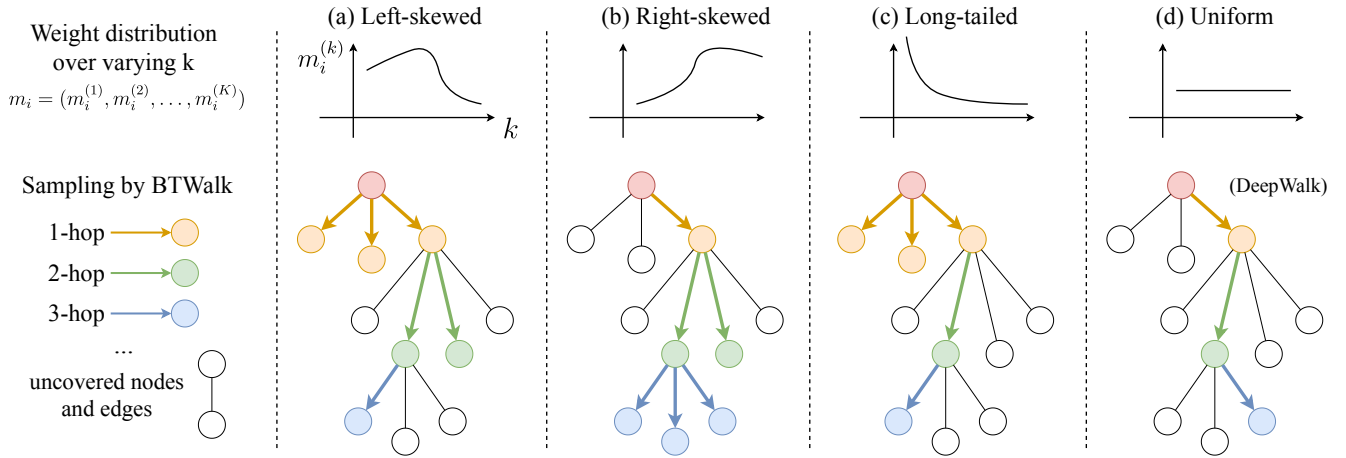 Weight distribution
over varying k
m_i = (m_i^{(1)}, m_i^{(2)}, \ldots, m_i^{(K)})
(a) Left-skewed
m_i^{(k)}
k
(b) Right-skewed
(c) Long-tailed
(d) Uniform
Sampling by BTWalk
1-hop
2-hop
3-hop
...
uncovered nodes
and edges
(DeepWalk)